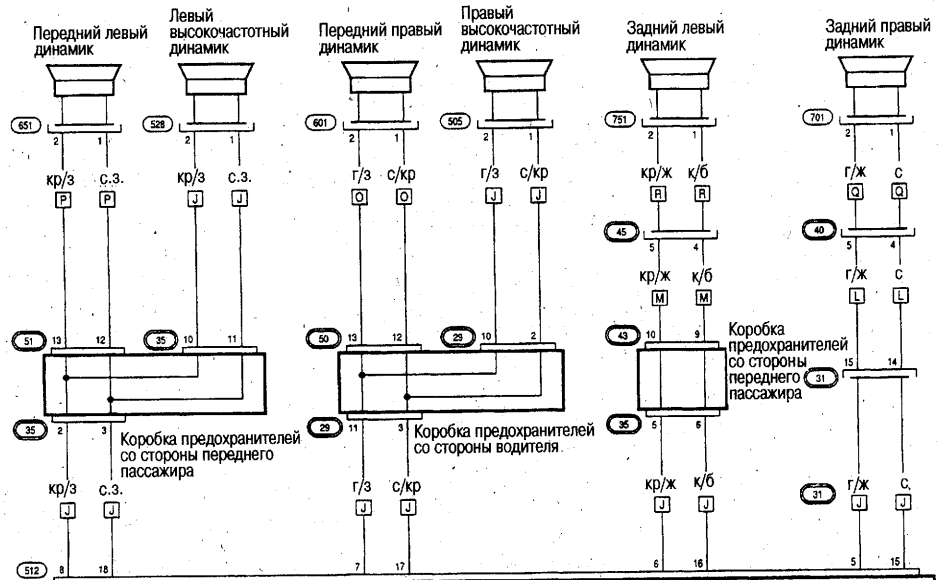 Передний левый динамик
Левый высокочастотный динамик
Передний правый динамик
Правый высокочастотный динамик
Задний левый динамик
Задний правый динамик
651 528 601 505 751 701
2 1 2 1 2 1 2 1 2 1 2 1
кр/з с.з. кр/з с.з. г/з с/кр г/з с/кр кр/ж к/б г/ж с
P P J J O O J J R R Q Q
45 40
5 4 5 4
кр/ж к/б г/ж с
M M L L
51 13 12 35 10 11 50 13 12 29 10 2 43 10 9
Коробка предохранителей со стороны переднего пассажира
15 14
31
35 2 3 29 11 3 35 5 6
Коробка предохранителей со стороны переднего пассажира
Коробка предохранителей со стороны водителя
кр/з с.з. г/з с/кр кр/ж к/б 31 г/ж с.
J J J J J J J J
512 8 18 7 17 6 16 5 15